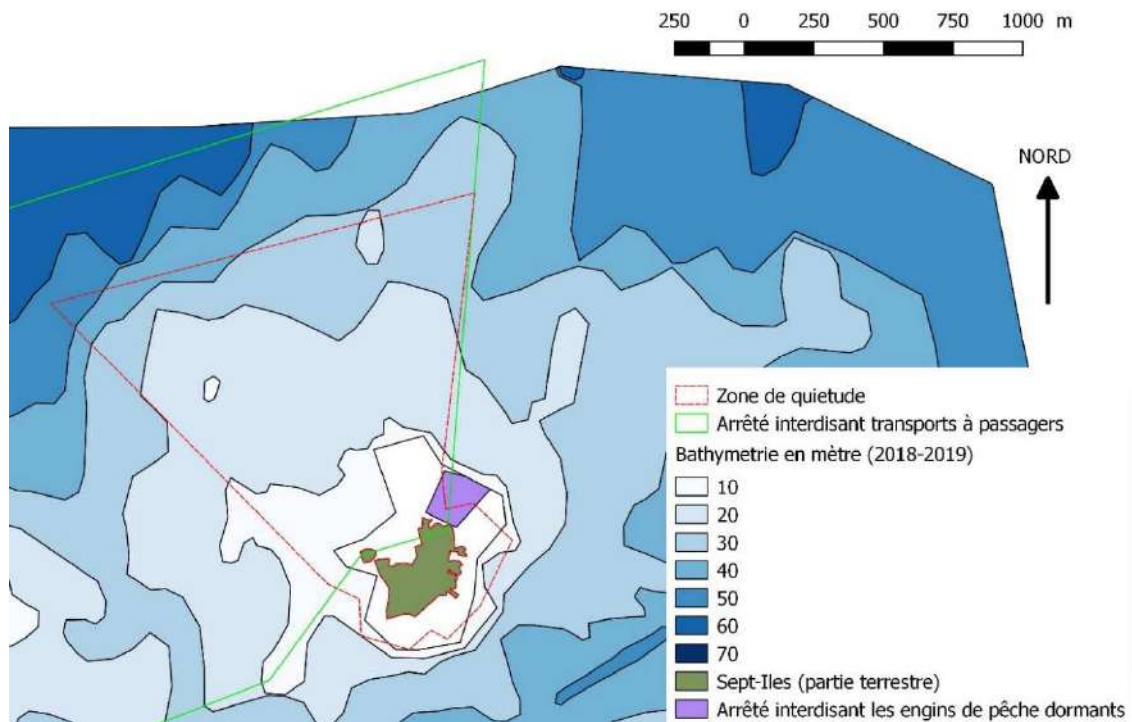 250 0 250 500 750 1000 m
NORD
Zone de quietude
Arrêté interdisant transports à passagers
Bathymetrie en mètre (2018-2019)
10
20
30
40
50
60
70
Sept-Iles (partie terrestre)
Arrêté interdisant les engins de pêche dormants